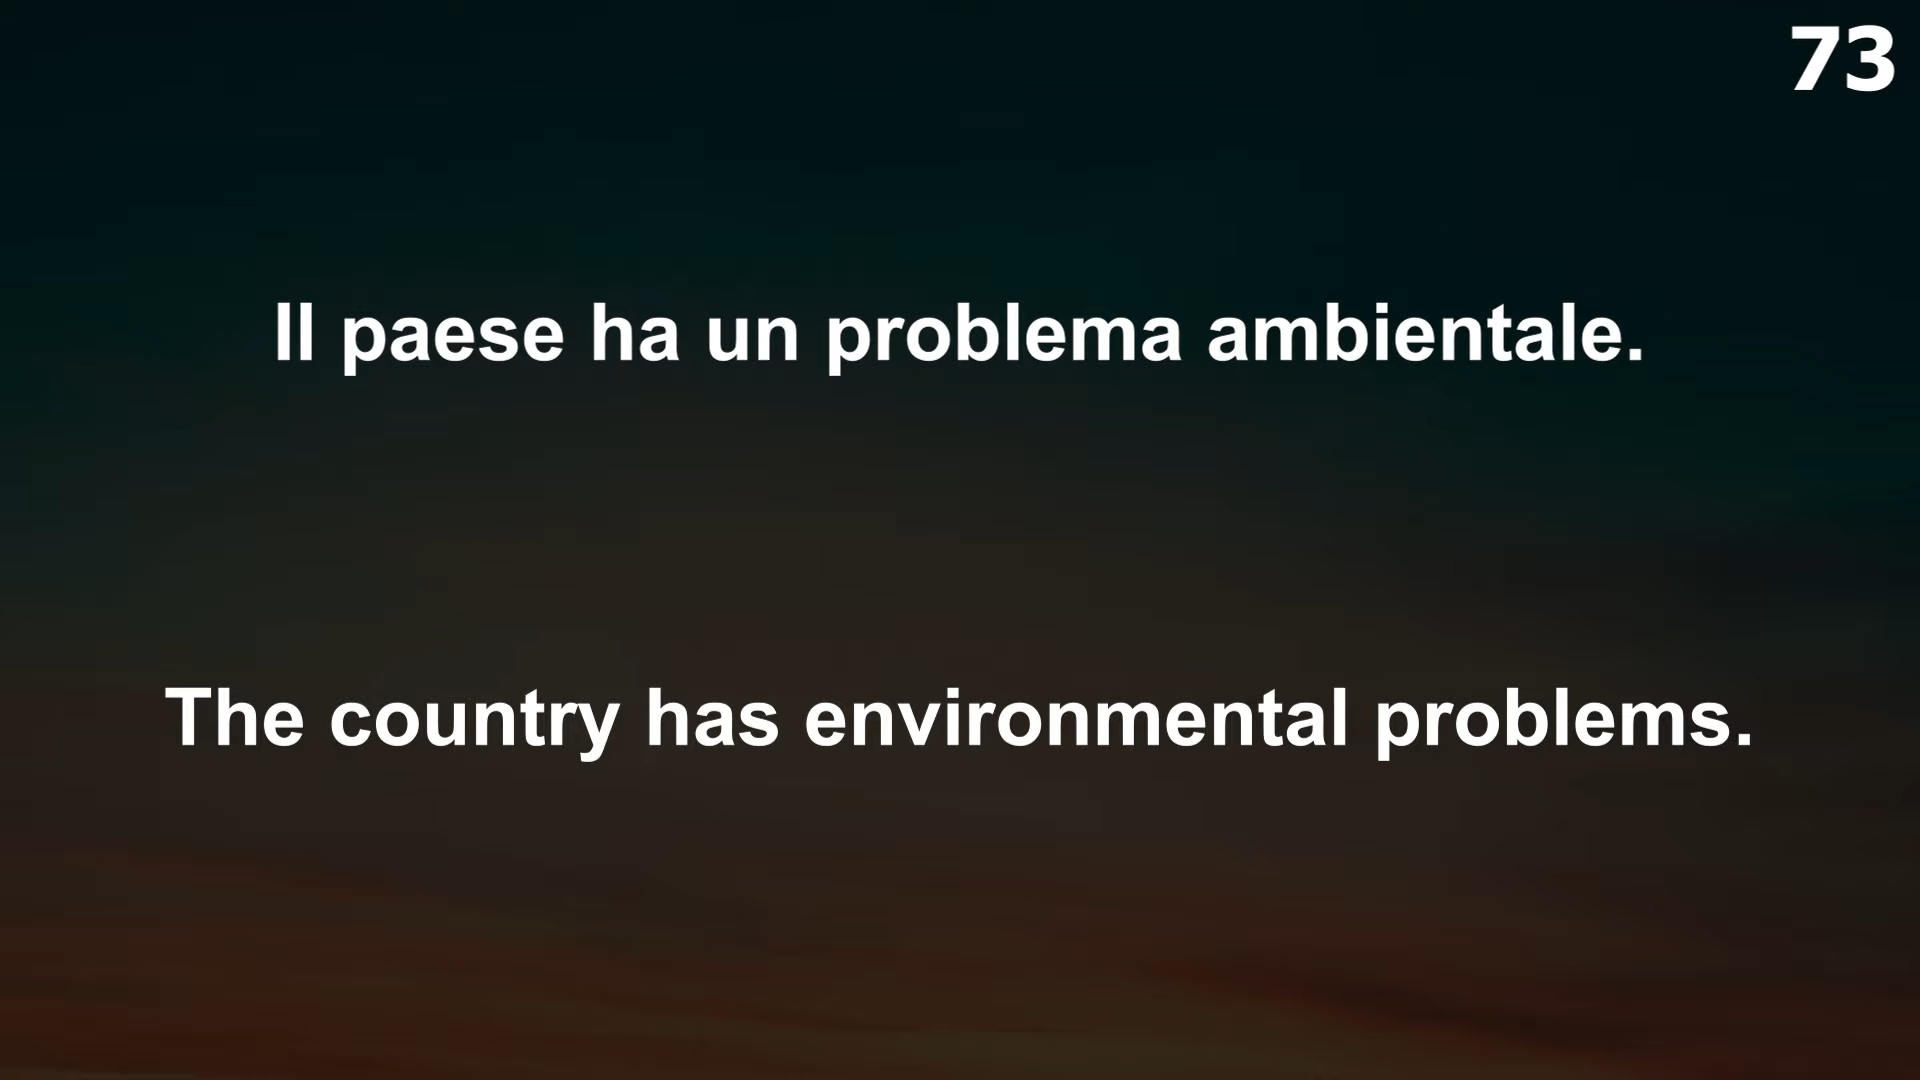 73
Il paese ha un problema ambientale.
The country has environmental problems.